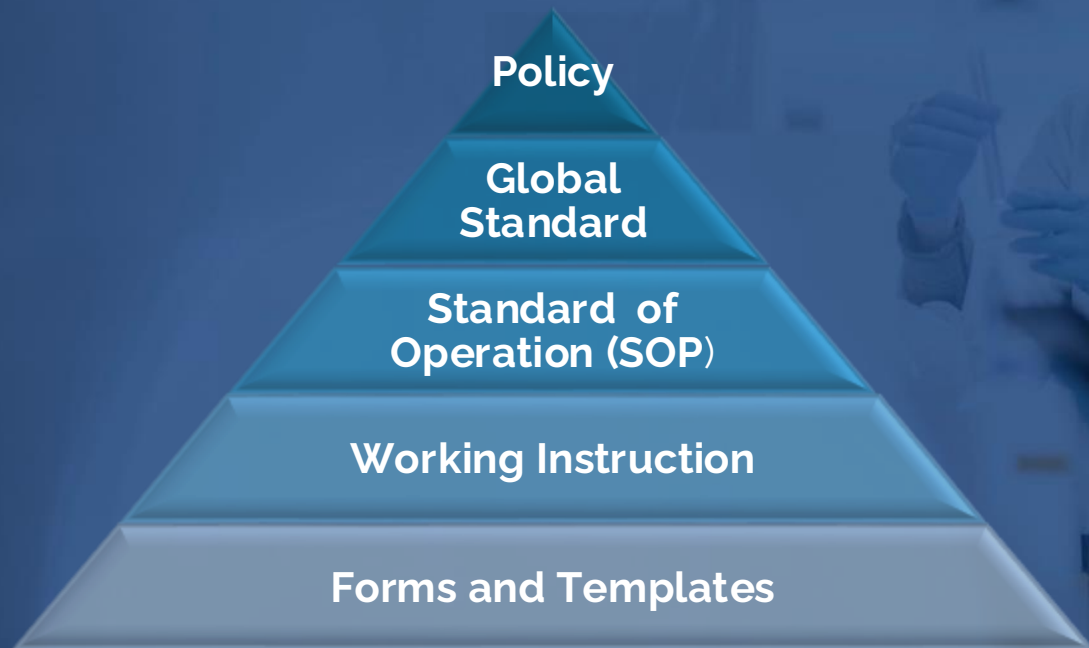 Policy
Global
Standard
Standard of
Operation (SOP)
Working Instruction
Forms and Templates